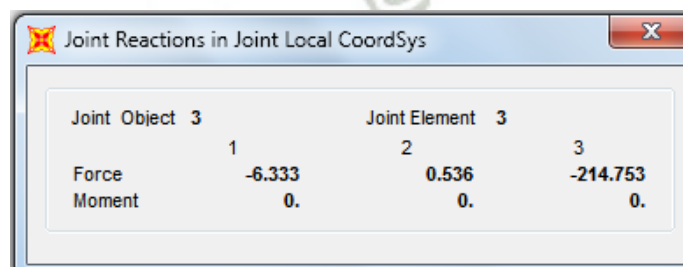 Joint Reactions in Joint Local CoordSys
Joint Object 3 Joint Element 3
1 2 3
Force -6.333 0.536 -214.753
Moment 0. 0. 0.